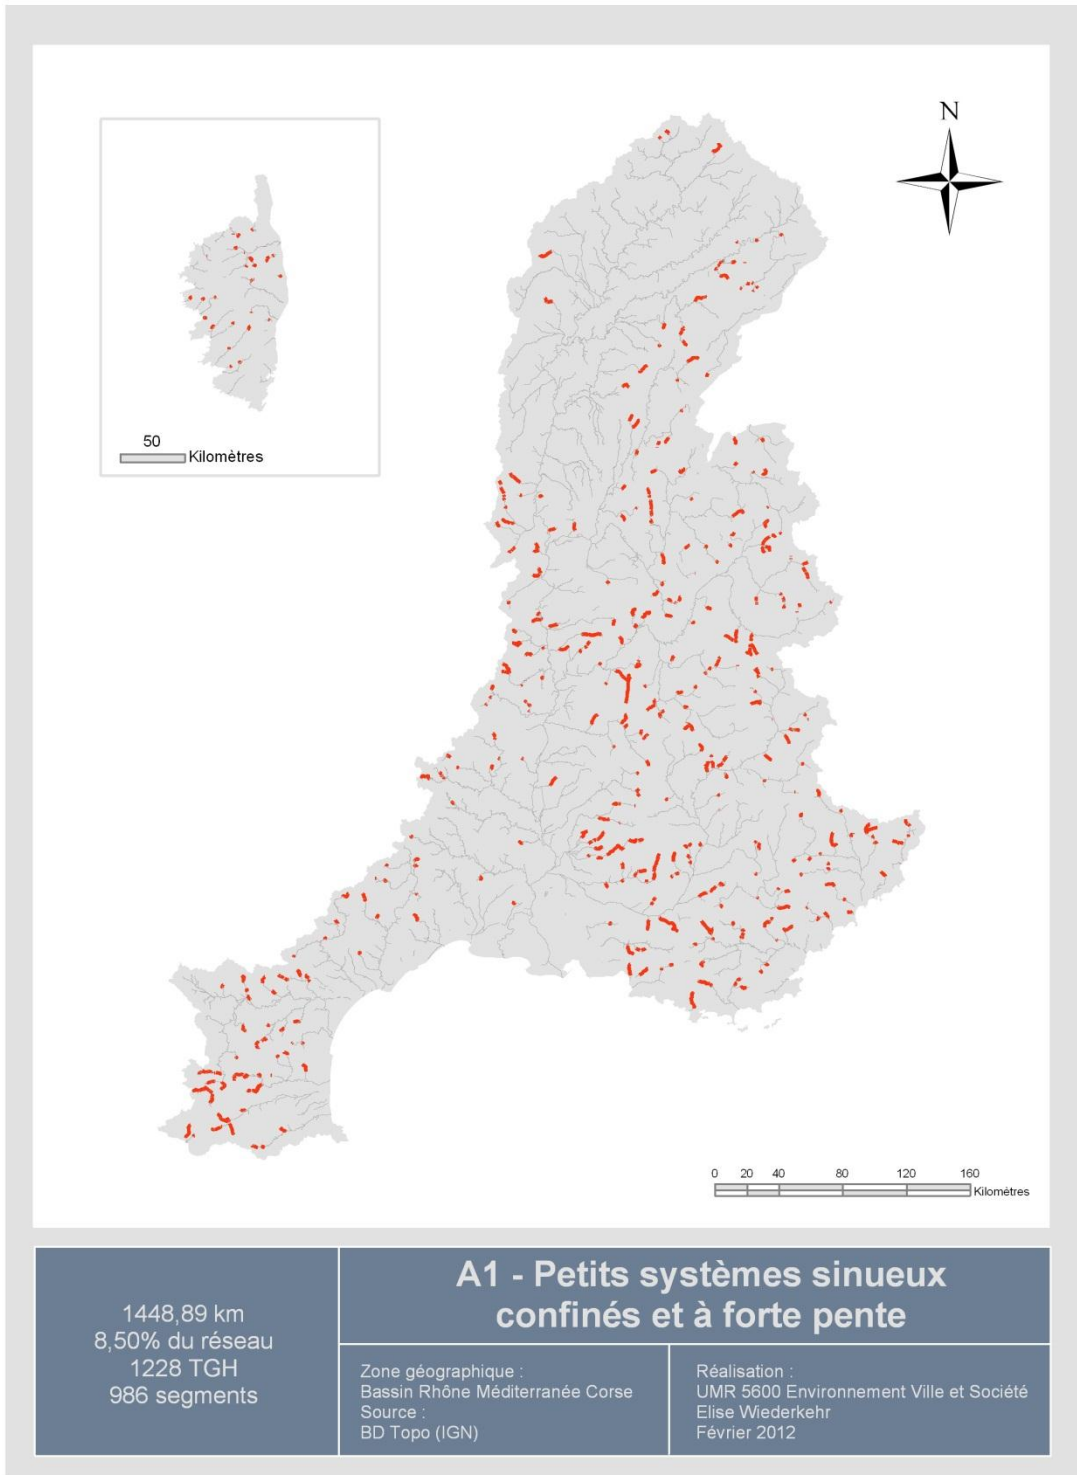 N
50
Kilomètres
0 20 40 80 120 160
Kilomètres
1448,89 km
8,50% du réseau
1228 TGH
986 segments
A1 - Petits systèmes sinueux
confinés et à forte pente
Zone géographique :
Bassin Rhône Méditerranée Corse
Source :
BD Topo (IGN)
Réalisation :
UMR 5600 Environnement Ville et Société
Elise Wiederkehr
Février 2012